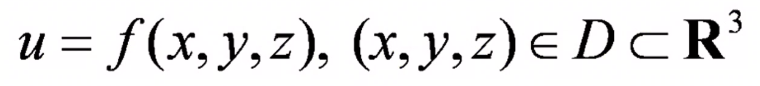 u = f(x, y, z), (x, y, z) ∈ D ⊂ R³